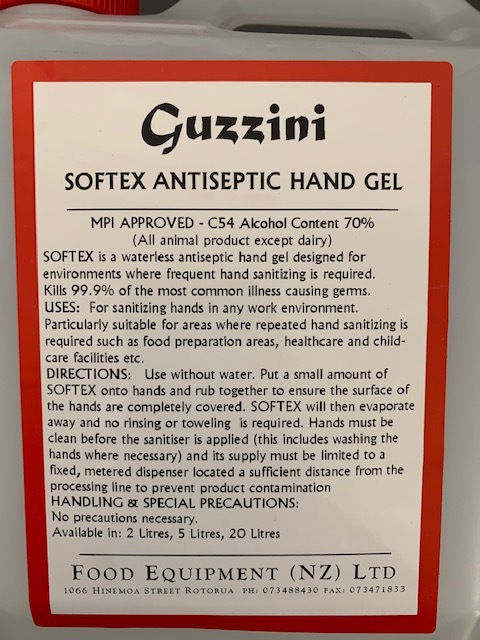 Guzzini
SOFTEX ANTISEPTIC HAND GEL
MPI APPROVED - C54 Alcohol Content 70%
(All animal product except dairy)
SOFTEX is a waterless antiseptic hand gel designed for
environments where frequent hand sanitizing is required.
Kills 99.9% of the most common illness causing germs.
USES: For sanitizing hands in any work environment.
Particularly suitable for areas where repeated hand sanitizing is
required such as food preparation areas, healthcare and child-
care facilities etc.
DIRECTIONS: Use without water. Put a small amount of
SOFTEX onto hands and rub together to ensure the surface of
the hands are completely covered. SOFTEX will then evaporate
away and no rinsing or toweling is required. Hands must be
clean before the sanitiser is applied (this includes washing the
hands where necessary) and its supply must be limited to a
fixed, metered dispenser located a sufficient distance from the
processing line to prevent product contamination
HANDLING & SPECIAL PRECAUTIONS:
No precautions necessary.
Available in: 2 Litres, 5 Litres, 20 Litres
FOOD EQUIPMENT (NZ) LTD
1066 HINEMOA STREET ROTORUA PH: 073488430 FAX: 073471833